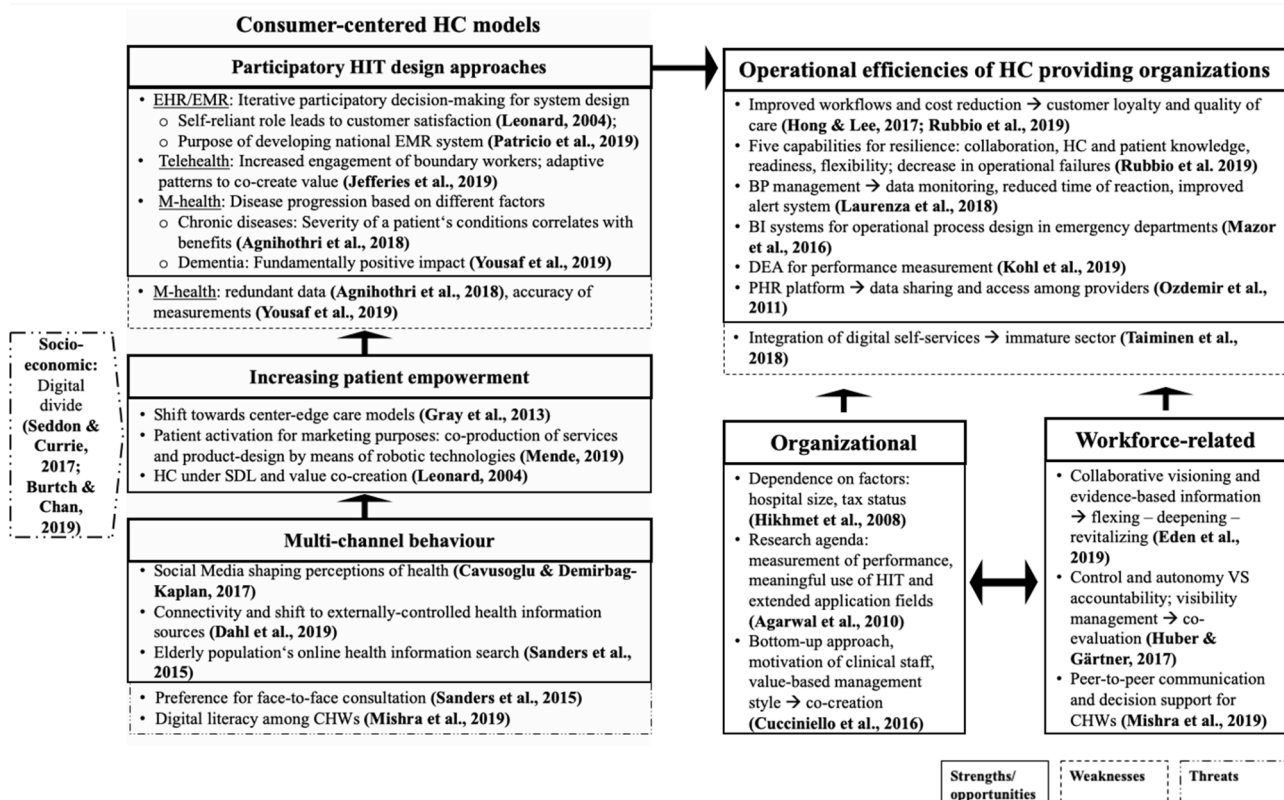 Consumer-centered HC models
Participatory HIT design approaches
• EHR/EMR: Iterative participatory decision-making for system design
o Self-reliant role leads to customer satisfaction (Leonard, 2004);
o Purpose of developing national EMR system (Patricio et al., 2019)
• Telehealth: Increased engagement of boundary workers; adaptive
patterns to co-create value (Jefferies et al., 2019)
• M-health: Disease progression based on different factors
o Chronic diseases: Severity of a patient‘s conditions correlates with
benefits (Agnihothri et al., 2018)
o Dementia: Fundamentally positive impact (Yousaf et al., 2019)
• M-health: redundant data (Agnihothri et al., 2018), accuracy of
measurements (Yousaf et al., 2019)
Socio-
economic:
Digital
divide
(Seddon &
Currie,
2017;
Burtch &
Chan,
2019)
Increasing patient empowerment
• Shift towards center-edge care models (Gray et al., 2013)
• Patient activation for marketing purposes: co-production of services
and product-design by means of robotic technologies (Mende, 2019)
• HC under SDL and value co-creation (Leonard, 2004)
Multi-channel behaviour
• Social Media shaping perceptions of health (Cavusoglu & Demirbag-
Kaplan, 2017)
• Connectivity and shift to externally-controlled health information
sources (Dahl et al., 2019)
• Elderly population‘s online health information search (Sanders et al.,
2015)
• Preference for face-to-face consultation (Sanders et al., 2015)
• Digital literacy among CHWs (Mishra et al., 2019)
Operational efficiencies of HC providing organizations
• Improved workflows and cost reduction → customer loyalty and quality of
care (Hong & Lee, 2017; Rubbio et al., 2019)
• Five capabilities for resilience: collaboration, HC and patient knowledge,
readiness, flexibility; decrease in operational failures (Rubbio et al. 2019)
• BP management → data monitoring, reduced time of reaction, improved
alert system (Laurenza et al., 2018)
• BI systems for operational process design in emergency departments (Mazor
et al., 2016)
• DEA for performance measurement (Kohl et al., 2019)
• PHR platform → data sharing and access among providers (Ozdemir et al.,
2011)
• Integration of digital self-services → immature sector (Taiminen et al.,
2018)
Organizational
• Dependence on factors:
hospital size, tax status
(Hikhmet et al., 2008)
• Research agenda:
measurement of performance,
meaningful use of HIT and
extended application fields
(Agarwal et al., 2010)
• Bottom-up approach,
motivation of clinical staff,
value-based management
style → co-creation
(Cucciniello et al., 2016)
Workforce-related
• Collaborative visioning and
evidence-based information
→ flexing – deepening –
revitalizing (Eden et al.,
2019)
• Control and autonomy VS
accountability; visibility
management → co-
evaluation (Huber &
Gärtner, 2017)
• Peer-to-peer communication
and decision support for
CHWs (Mishra et al., 2019)
Strengths/
opportunities
Weaknesses
Threats